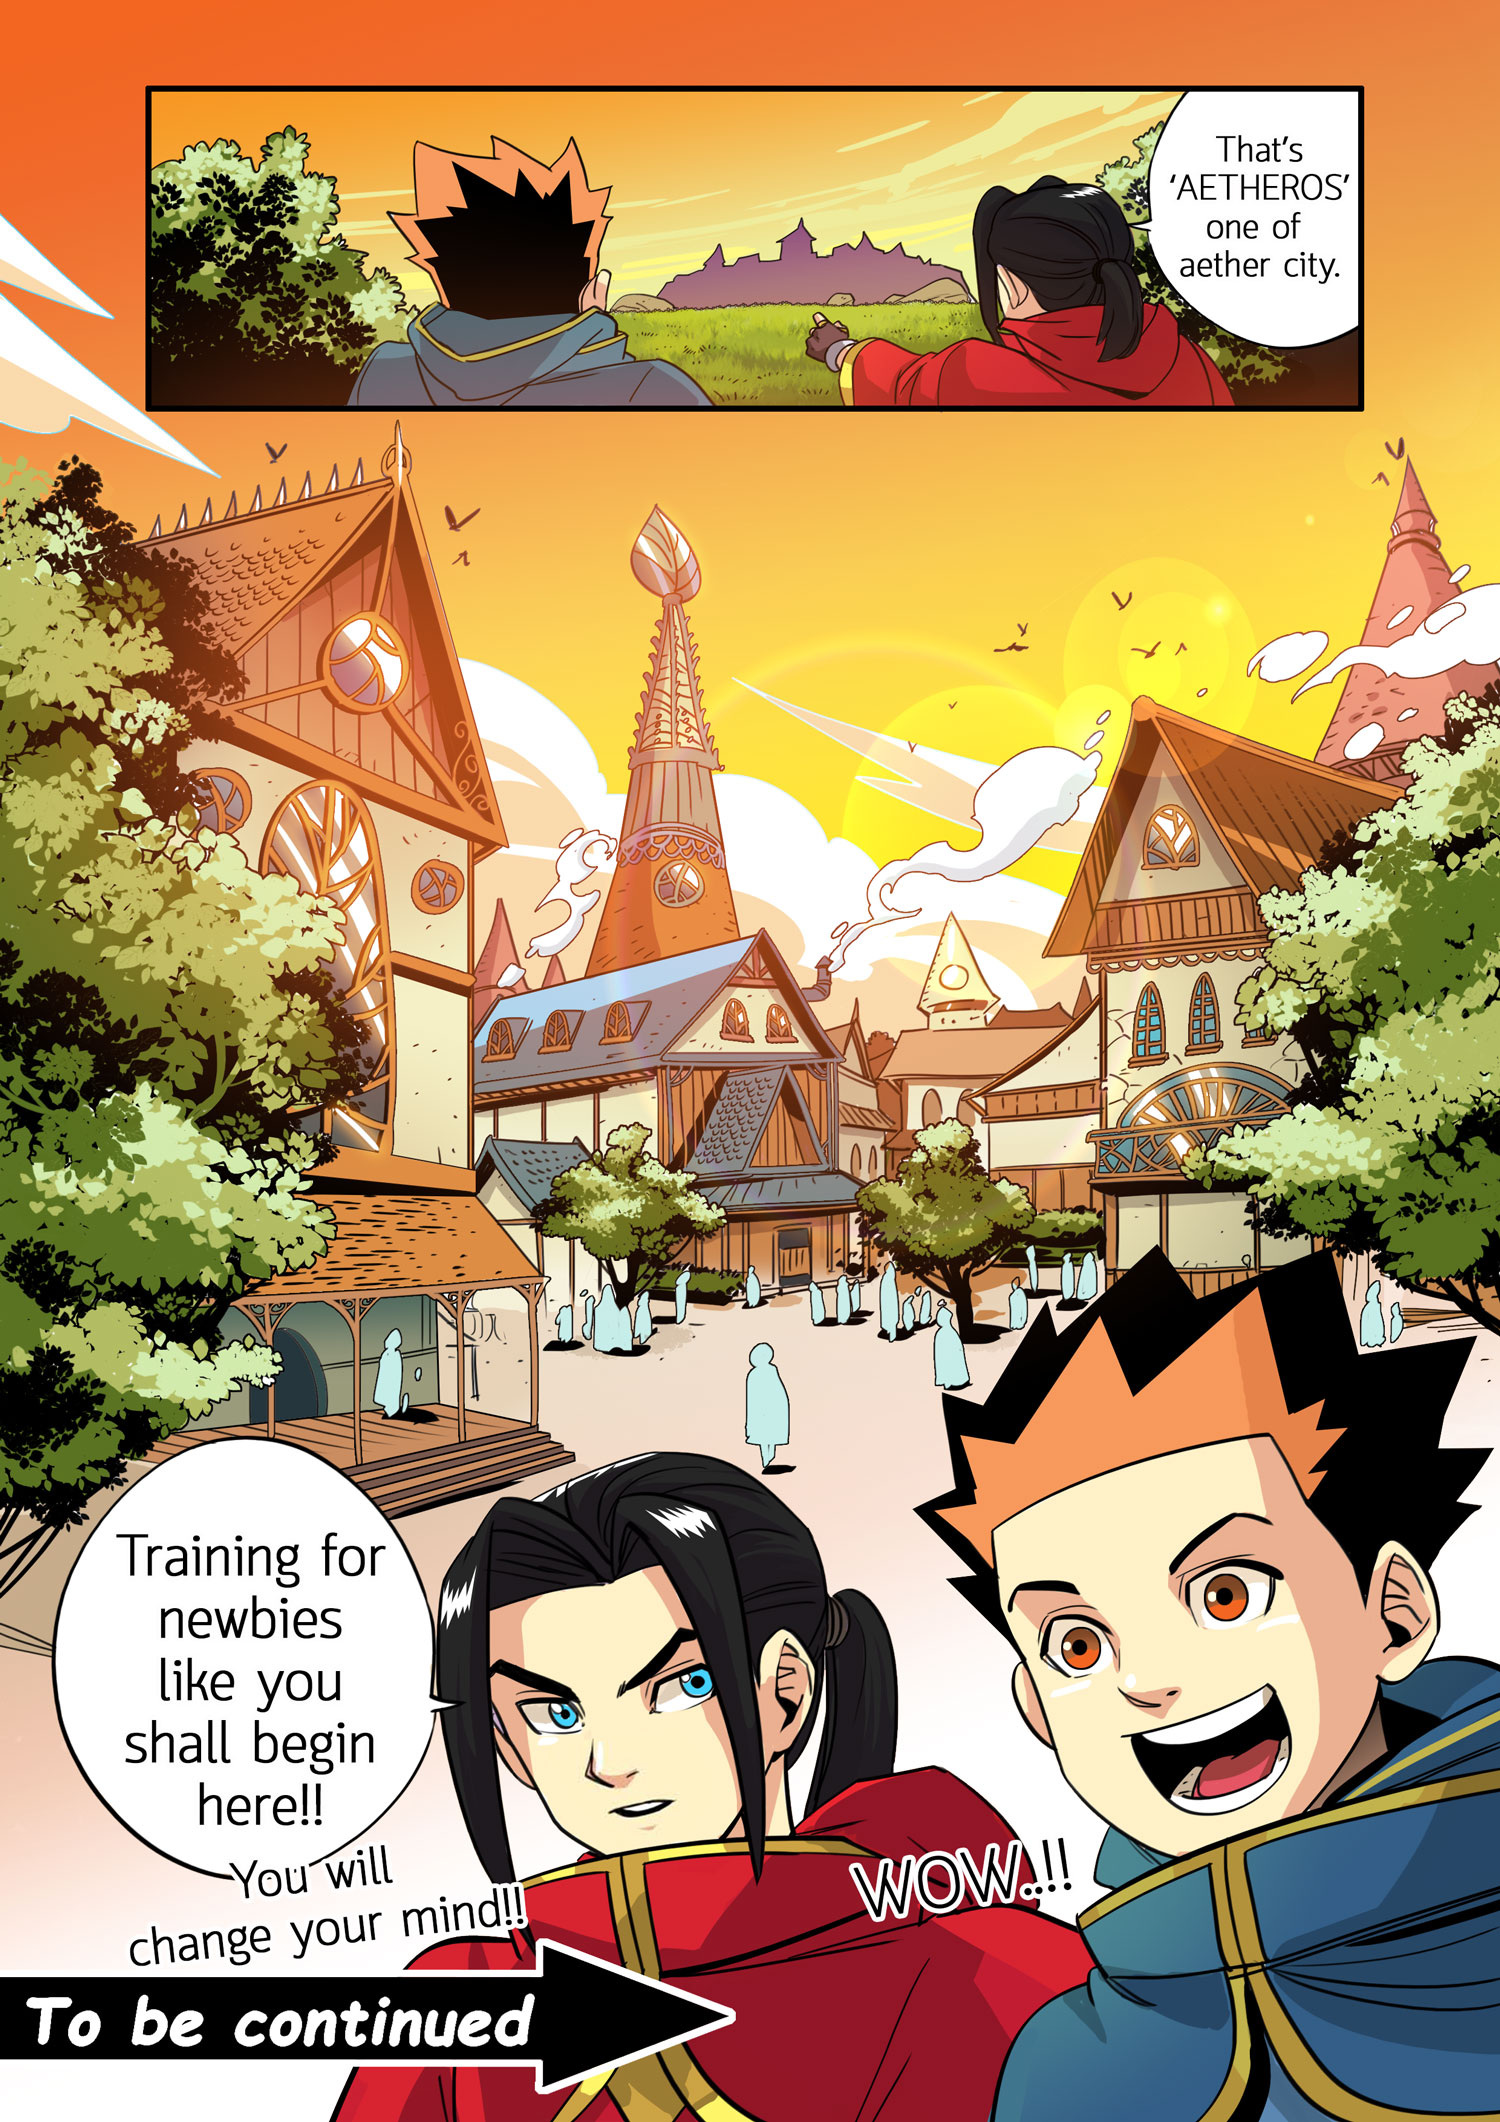 That's
'AETHEROS'
one of
aether city.
Training for
newbies
like you
shall begin
here!!
You will
change your mind!!
WOW..!!
To be continued